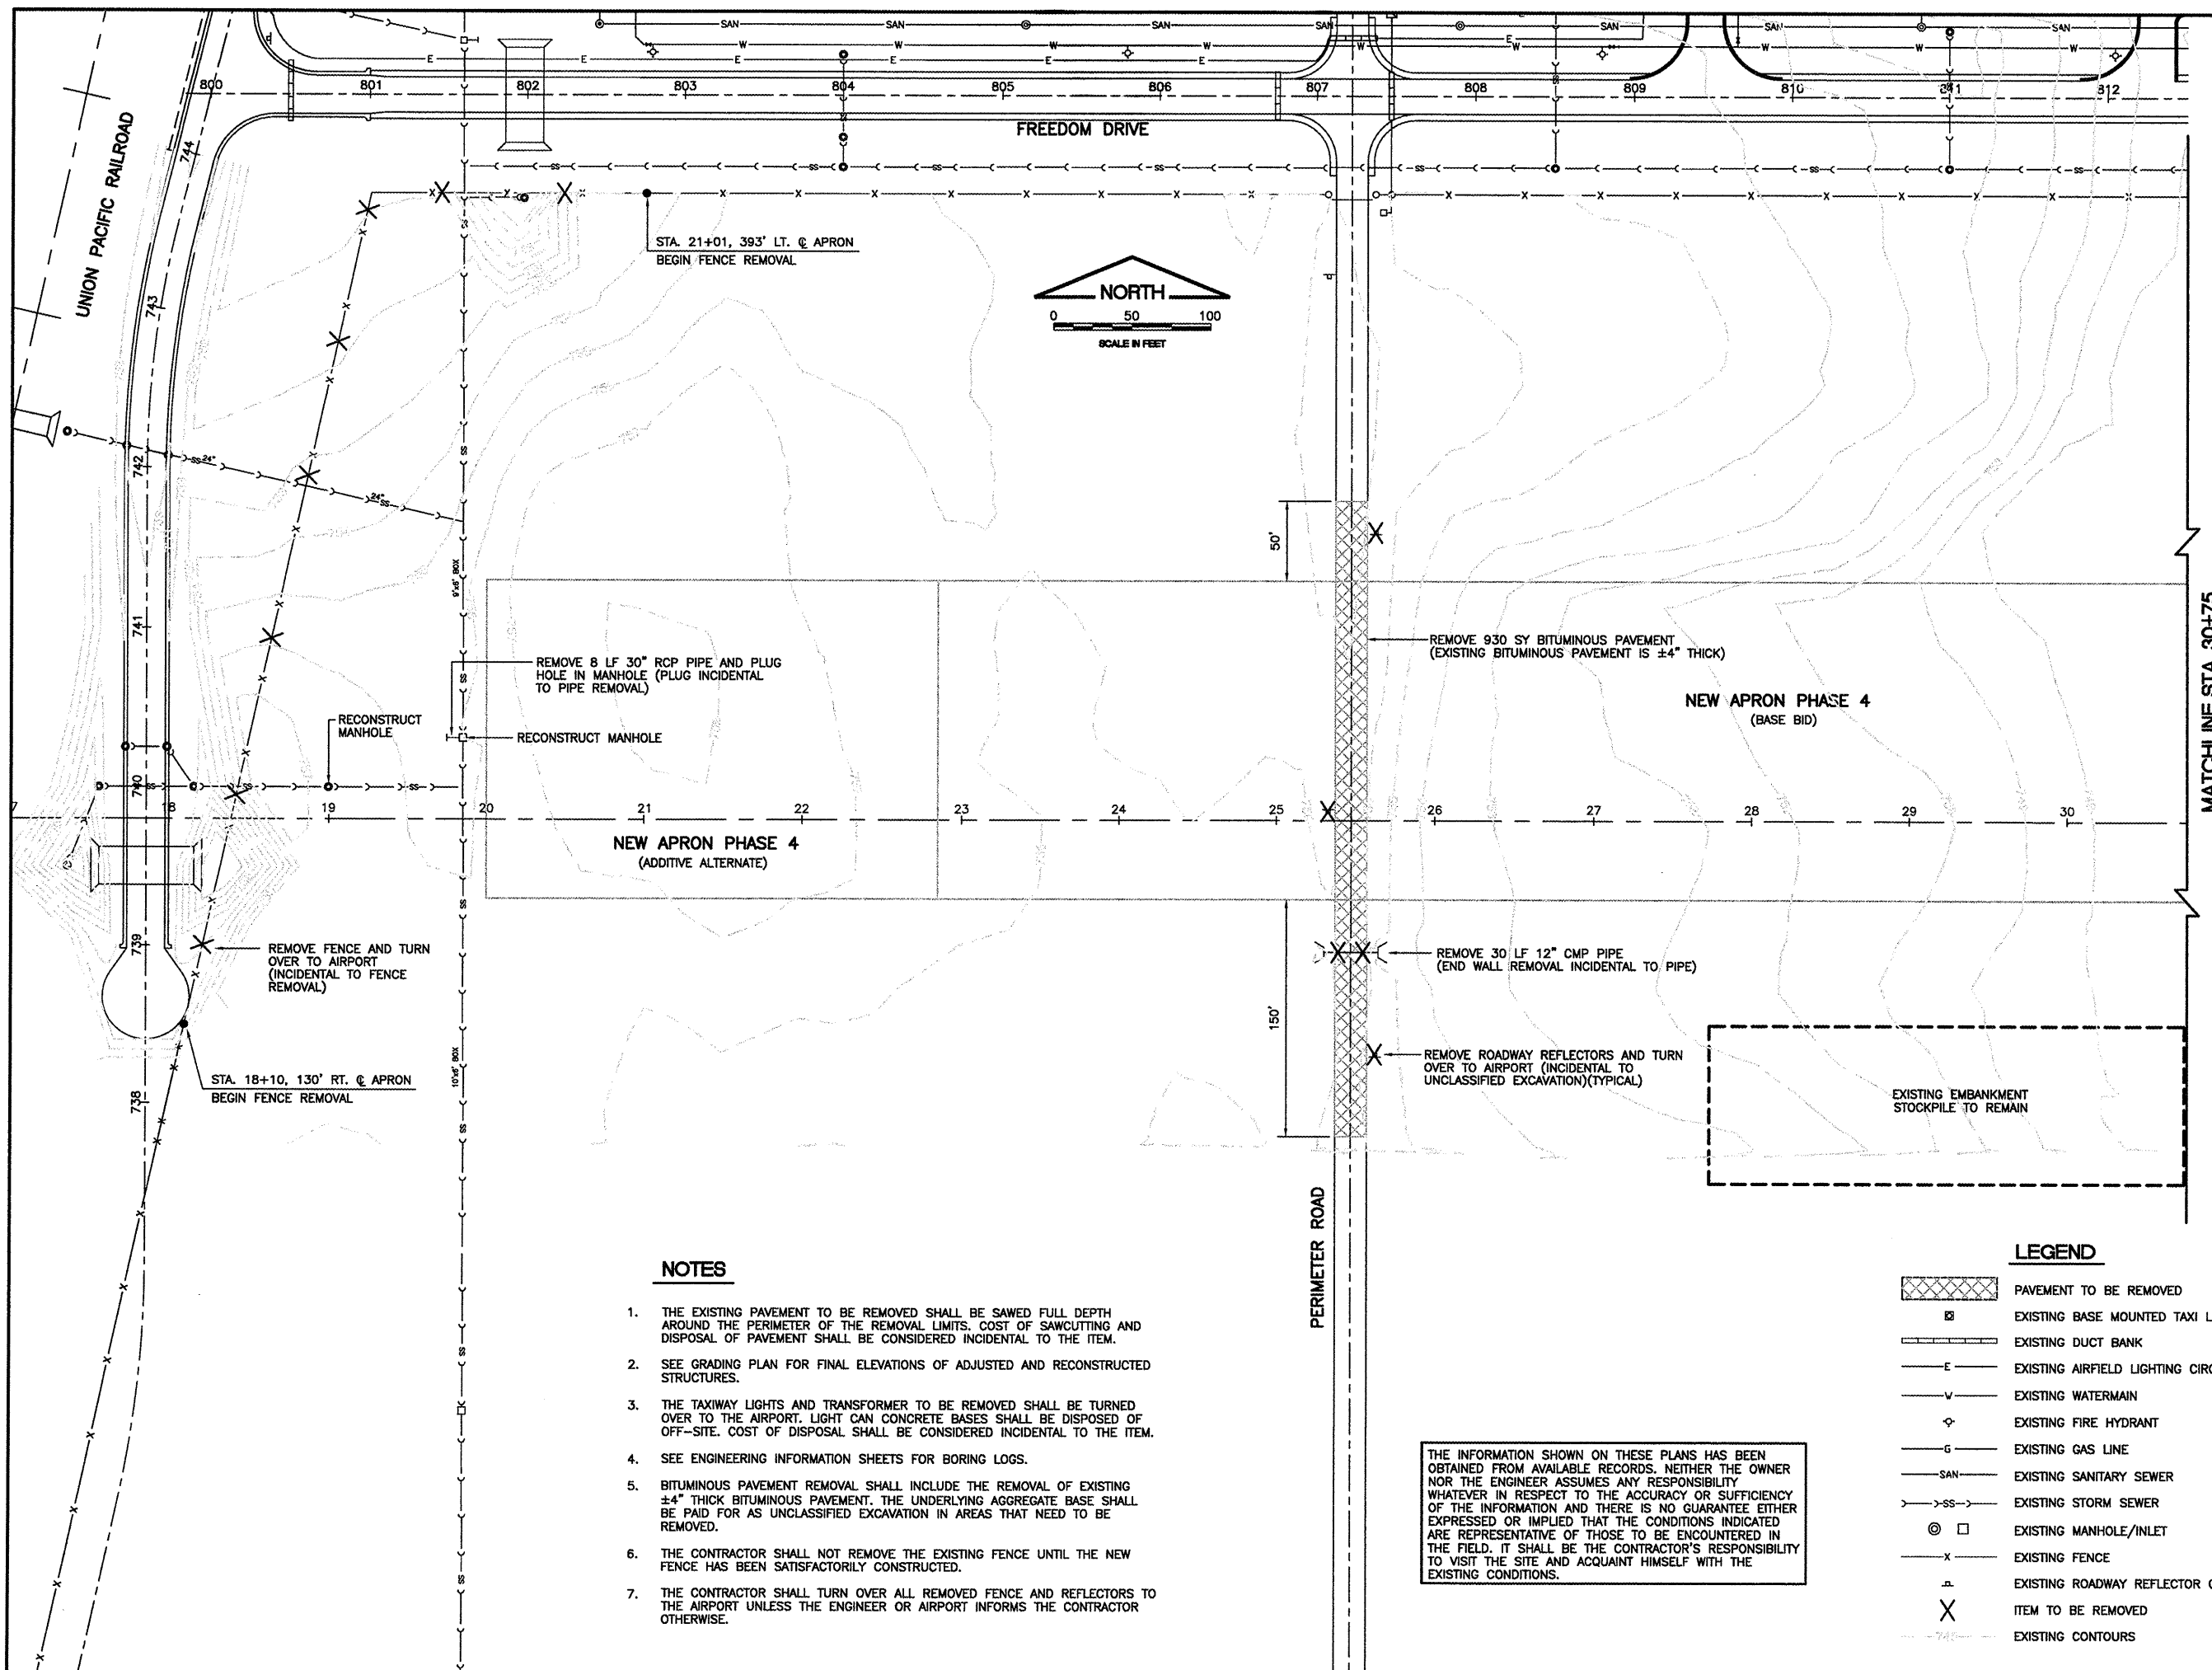 SAN SAN SAN SAN SAN SAN
W W W W W W W W W
E E E E E E E
800 801 802 803 804 805 806 807 808 809 810 811 812
FREEDOM DRIVE
UNION PACIFIC RAILROAD
744
743
742
741
740
739
738
STA. 21+01, 393' LT. ℄ APRON
BEGIN FENCE REMOVAL
NORTH
0 50 100
SCALE IN FEET
SS 24"
24" SS
50'
REMOVE 930 SY BITUMINOUS PAVEMENT
(EXISTING BITUMINOUS PAVEMENT IS ±4" THICK)
REMOVE 8 LF 30" RCP PIPE AND PLUG
HOLE IN MANHOLE (PLUG INCIDENTAL
TO PIPE REMOVAL)
RECONSTRUCT
MANHOLE
RECONSTRUCT MANHOLE
NEW APRON PHASE 4
(BASE BID)
MATCHLINE STA. 30+75
7 18 19 20 21 22 23 24 25 26 27 28 29 30
NEW APRON PHASE 4
(ADDITIVE ALTERNATE)
REMOVE FENCE AND TURN
OVER TO AIRPORT
(INCIDENTAL TO FENCE
REMOVAL)
REMOVE 30 LF 12" CMP PIPE
(END WALL REMOVAL INCIDENTAL TO PIPE)
150'
REMOVE ROADWAY REFLECTORS AND TURN
OVER TO AIRPORT (INCIDENTAL TO
UNCLASSIFIED EXCAVATION)(TYPICAL)
STA. 18+10, 130' RT. ℄ APRON
BEGIN FENCE REMOVAL
EXISTING EMBANKMENT
STOCKPILE TO REMAIN
PERIMETER ROAD
NOTES
1. THE EXISTING PAVEMENT TO BE REMOVED SHALL BE SAWED FULL DEPTH
AROUND THE PERIMETER OF THE REMOVAL LIMITS. COST OF SAWCUTTING AND
DISPOSAL OF PAVEMENT SHALL BE CONSIDERED INCIDENTAL TO THE ITEM.
2. SEE GRADING PLAN FOR FINAL ELEVATIONS OF ADJUSTED AND RECONSTRUCTED
STRUCTURES.
3. THE TAXIWAY LIGHTS AND TRANSFORMER TO BE REMOVED SHALL BE TURNED
OVER TO THE AIRPORT. LIGHT CAN CONCRETE BASES SHALL BE DISPOSED OF
OFF-SITE. COST OF DISPOSAL SHALL BE CONSIDERED INCIDENTAL TO THE ITEM.
4. SEE ENGINEERING INFORMATION SHEETS FOR BORING LOGS.
5. BITUMINOUS PAVEMENT REMOVAL SHALL INCLUDE THE REMOVAL OF EXISTING
±4" THICK BITUMINOUS PAVEMENT. THE UNDERLYING AGGREGATE BASE SHALL
BE PAID FOR AS UNCLASSIFIED EXCAVATION IN AREAS THAT NEED TO BE
REMOVED.
6. THE CONTRACTOR SHALL NOT REMOVE THE EXISTING FENCE UNTIL THE NEW
FENCE HAS BEEN SATISFACTORILY CONSTRUCTED.
7. THE CONTRACTOR SHALL TURN OVER ALL REMOVED FENCE AND REFLECTORS TO
THE AIRPORT UNLESS THE ENGINEER OR AIRPORT INFORMS THE CONTRACTOR
OTHERWISE.
THE INFORMATION SHOWN ON THESE PLANS HAS BEEN
OBTAINED FROM AVAILABLE RECORDS. NEITHER THE OWNER
NOR THE ENGINEER ASSUMES ANY RESPONSIBILITY
WHATEVER IN RESPECT TO THE ACCURACY OR SUFFICIENCY
OF THE INFORMATION AND THERE IS NO GUARANTEE EITHER
EXPRESSED OR IMPLIED THAT THE CONDITIONS INDICATED
ARE REPRESENTATIVE OF THOSE TO BE ENCOUNTERED IN
THE FIELD. IT SHALL BE THE CONTRACTOR'S RESPONSIBILITY
TO VISIT THE SITE AND ACQUAINT HIMSELF WITH THE
EXISTING CONDITIONS.
LEGEND
PAVEMENT TO BE REMOVED
EXISTING BASE MOUNTED TAXI L
EXISTING DUCT BANK
E EXISTING AIRFIELD LIGHTING CIRC
W EXISTING WATERMAIN
EXISTING FIRE HYDRANT
G EXISTING GAS LINE
SAN EXISTING SANITARY SEWER
SS EXISTING STORM SEWER
EXISTING MANHOLE/INLET
X EXISTING FENCE
EXISTING ROADWAY REFLECTOR
X ITEM TO BE REMOVED
EXISTING CONTOURS